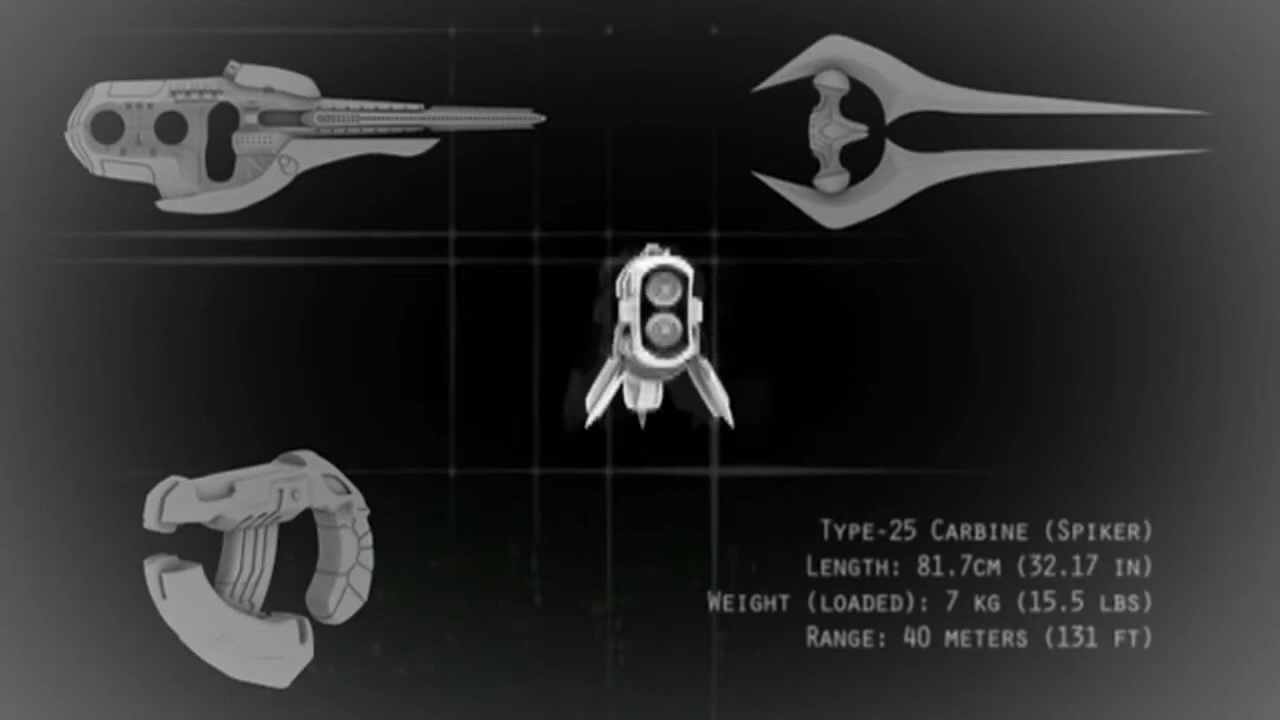 Type-25 Carbine (Spiker)
Length: 81.7cm (32.17 in)
Weight (loaded): 7 kg (15.5 lbs)
Range: 40 meters (131 ft)